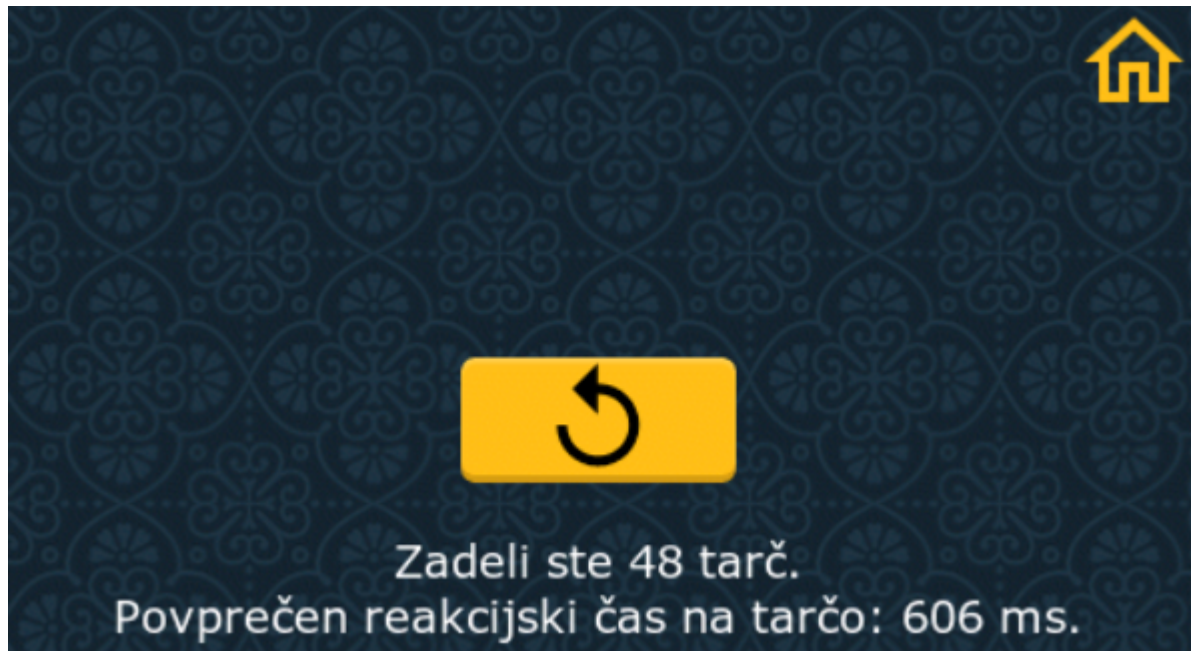 Zadeli ste 48 tarč.
Povprečen reakcijski čas na tarčo: 606 ms.